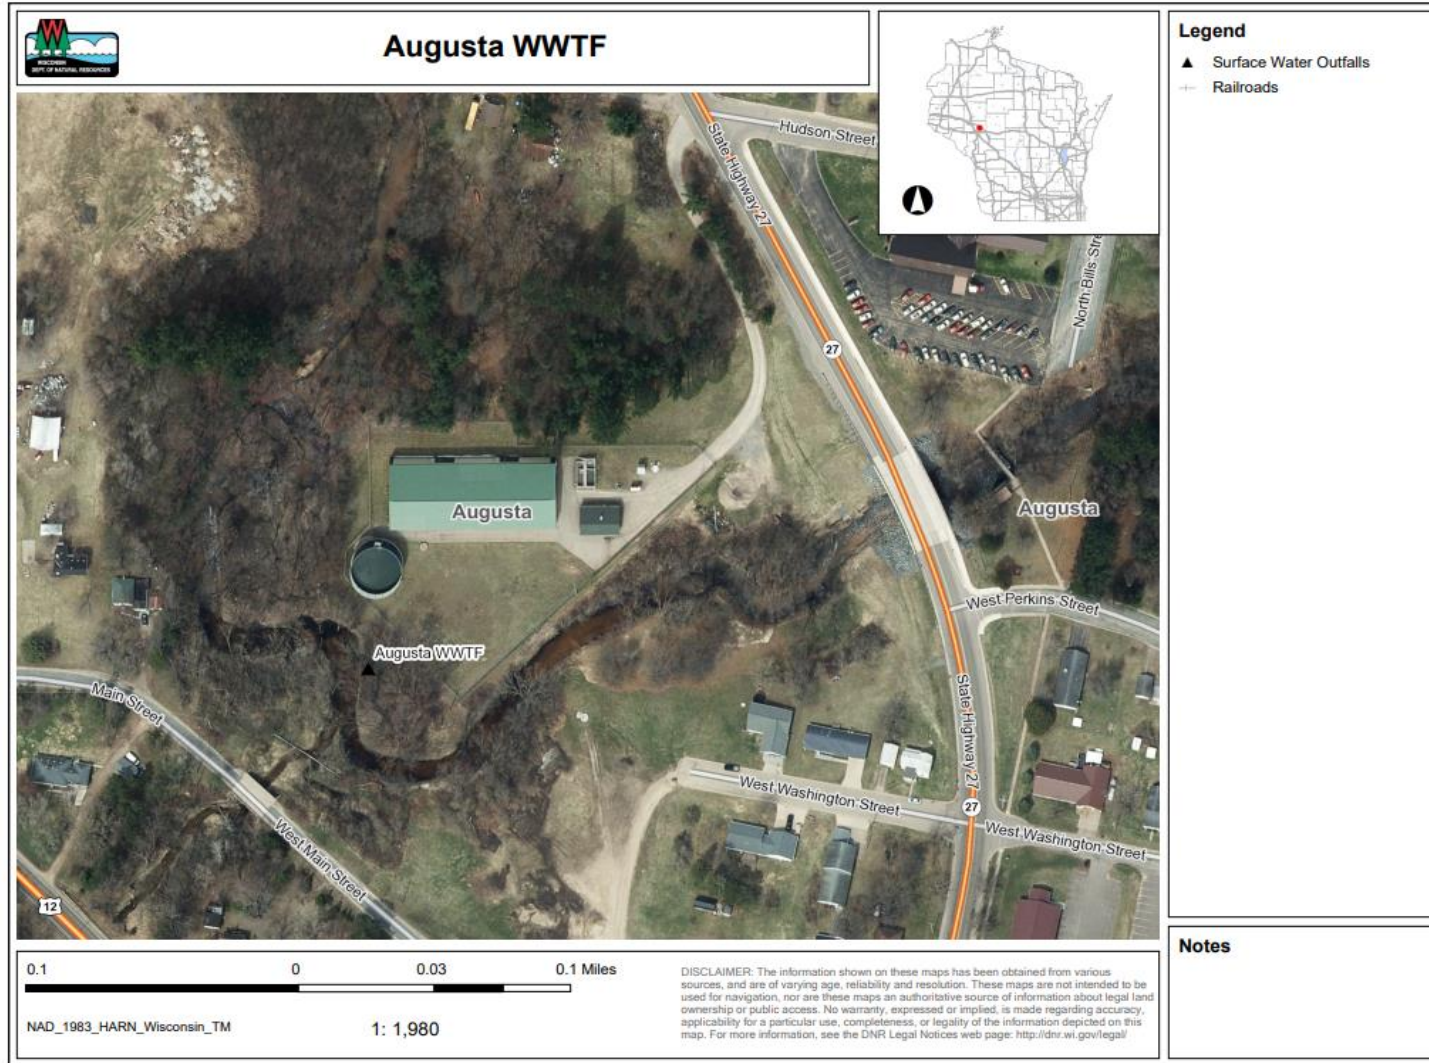 WISCONSIN
DEPT. OF NATURAL RESOURCES
Augusta WWTF
Legend
Surface Water Outfalls
Railroads
Hudson Street
State Highway 27
North Bills Stre
27
Augusta
Augusta
West Perkins Street
Augusta WWTF
Main Street
State Highway 27
West Washington Street
27
West Washington Street
West Main Street
12
0.1
0
0.03
0.1 Miles
NAD_1983_HARN_Wisconsin_TM
1: 1,980
DISCLAIMER: The information shown on these maps has been obtained from various
sources, and are of varying age, reliability and resolution. These maps are not intended to be
used for navigation, nor are these maps an authoritative source of information about legal land
ownership or public access. No warranty, expressed or implied, is made regarding accuracy,
applicability for a particular use, completeness, or legality of the information depicted on this
map. For more information, see the DNR Legal Notices web page: http://dnr.wi.gov/legal/
Notes